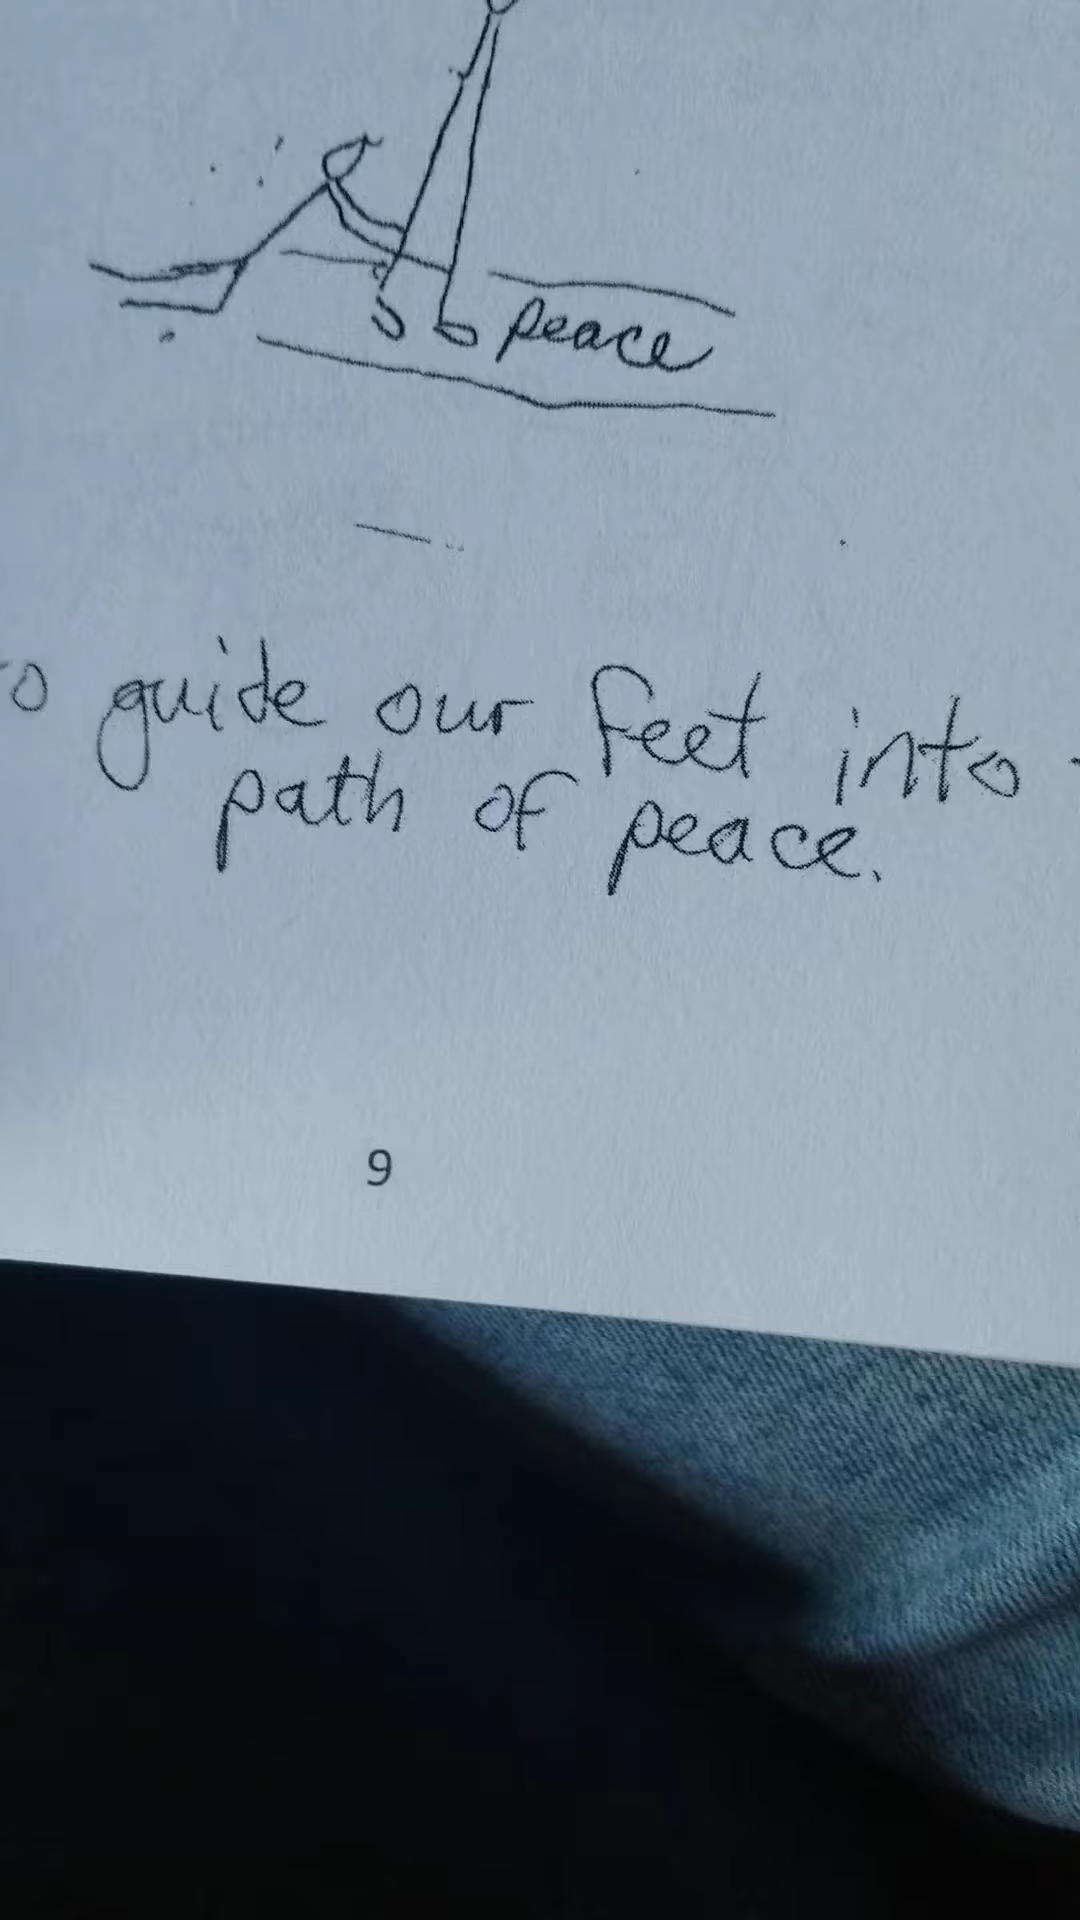 peace
guide our feet into
path of peace.
9